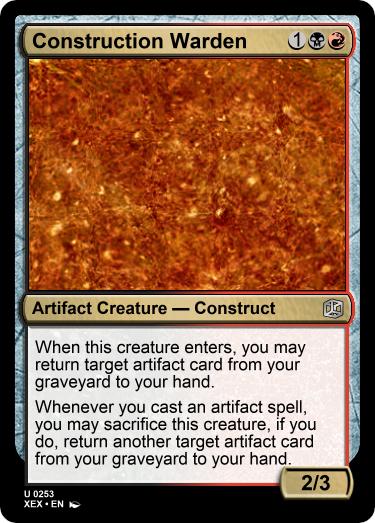 Construction Warden 1
Artifact Creature — Construct
When this creature enters, you may
return target artifact card from your
graveyard to your hand.
Whenever you cast an artifact spell,
you may sacrifice this creature, if you
do, return another target artifact card
from your graveyard to your hand.
2/3
U 0253
XEX • EN